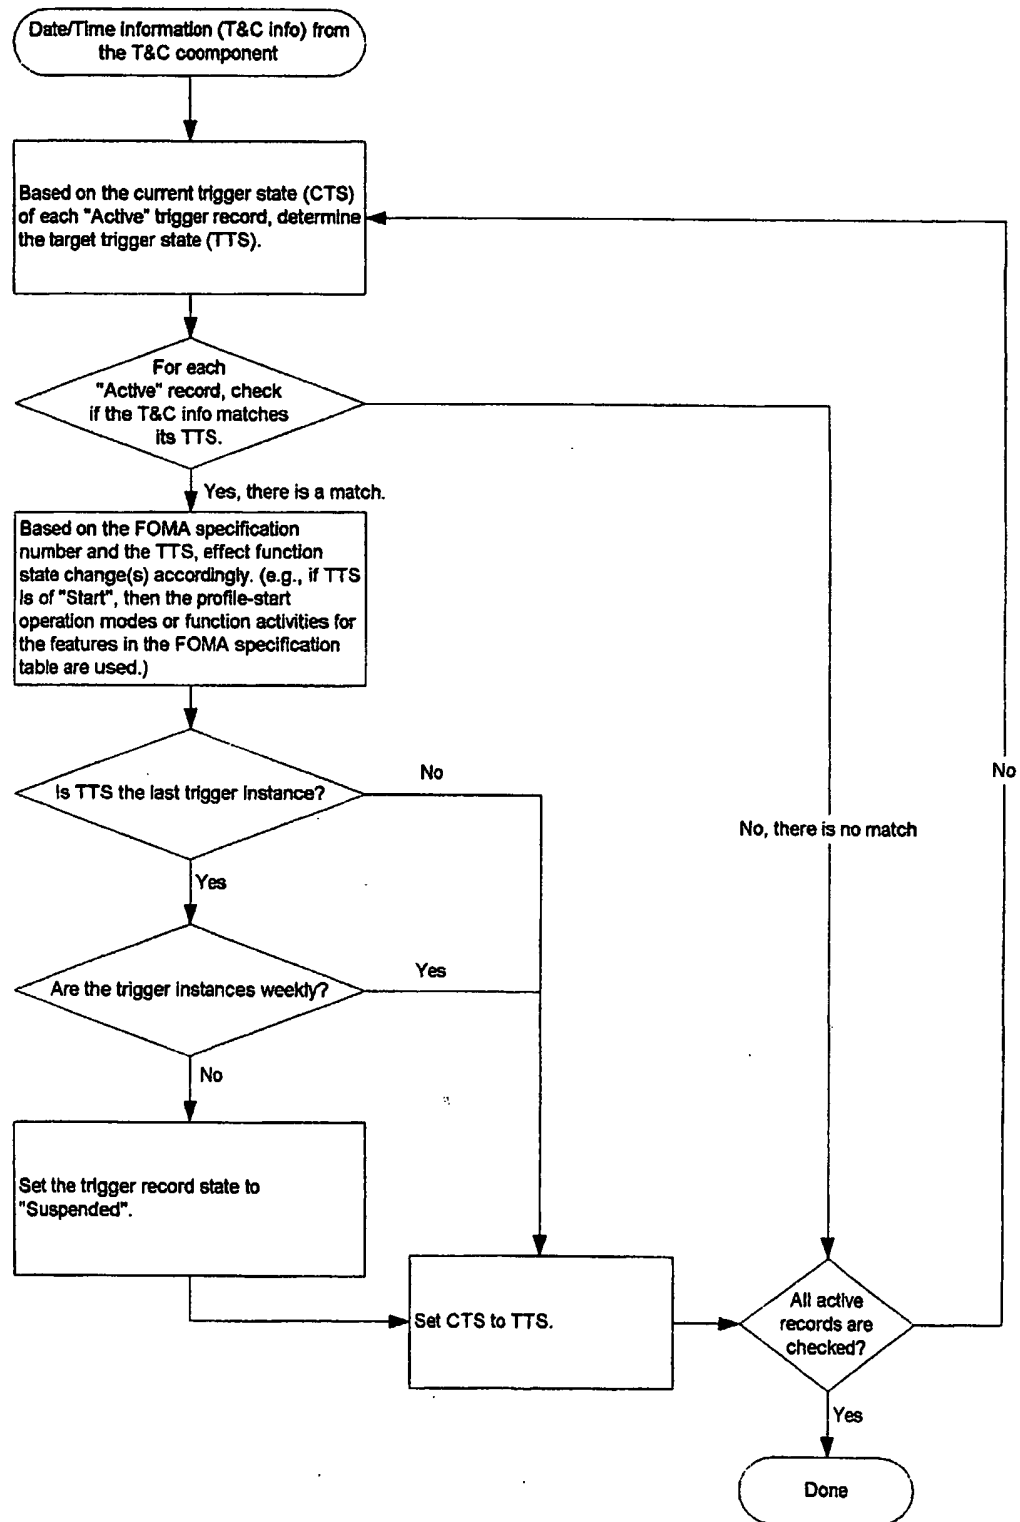 Date/Time information (T&C info) from
the T&C coomponent
Based on the current trigger state (CTS)
of each "Active" trigger record, determine
the target trigger state (TTS).
For each
"Active" record, check
if the T&C info matches
its TTS.
Yes, there is a match.
Based on the FOMA specification
number and the TTS, effect function
state change(s) accordingly. (e.g., if TTS
is of "Start", then the profile-start
operation modes or function activities for
the features in the FOMA specification
table are used.)
Is TTS the last trigger instance?
No
No
No, there is no match
Yes
Are the trigger instances weekly?
Yes
No
Set the trigger record state to
"Suspended".
Set CTS to TTS.
All active
records are
checked?
Yes
Done